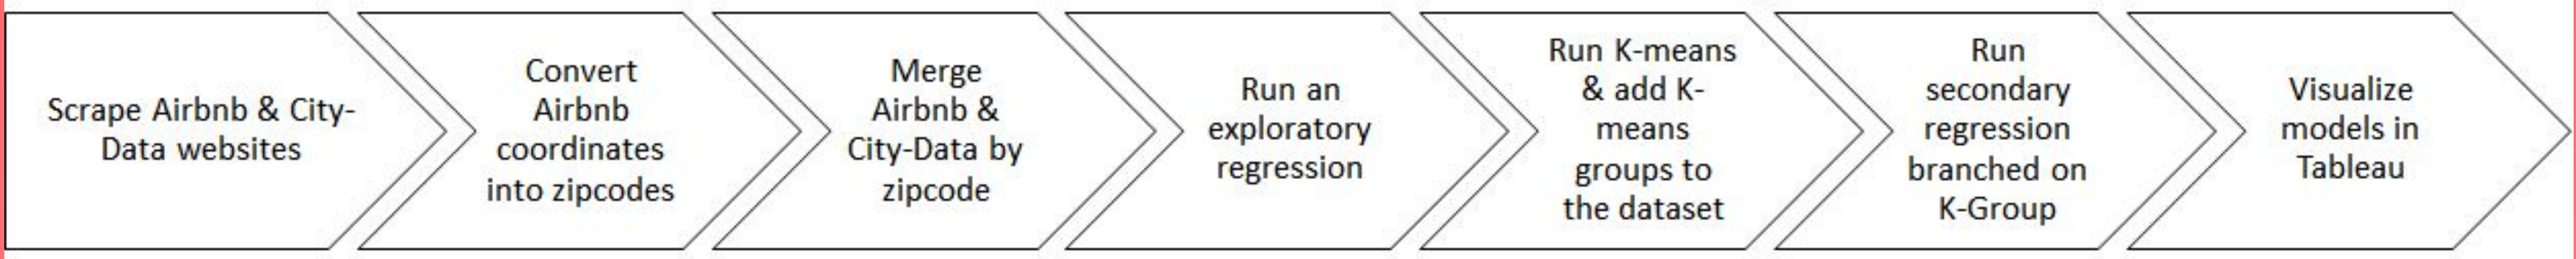 Scrape Airbnb & City-
Data websites
Convert
Airbnb
coordinates
into zipcodes
Merge
Airbnb &
City-Data by
zipcode
Run an
exploratory
regression
Run K-means
& add K-
means
groups to
the dataset
Run
secondary
regression
branched on
K-Group
Visualize
models in
Tableau